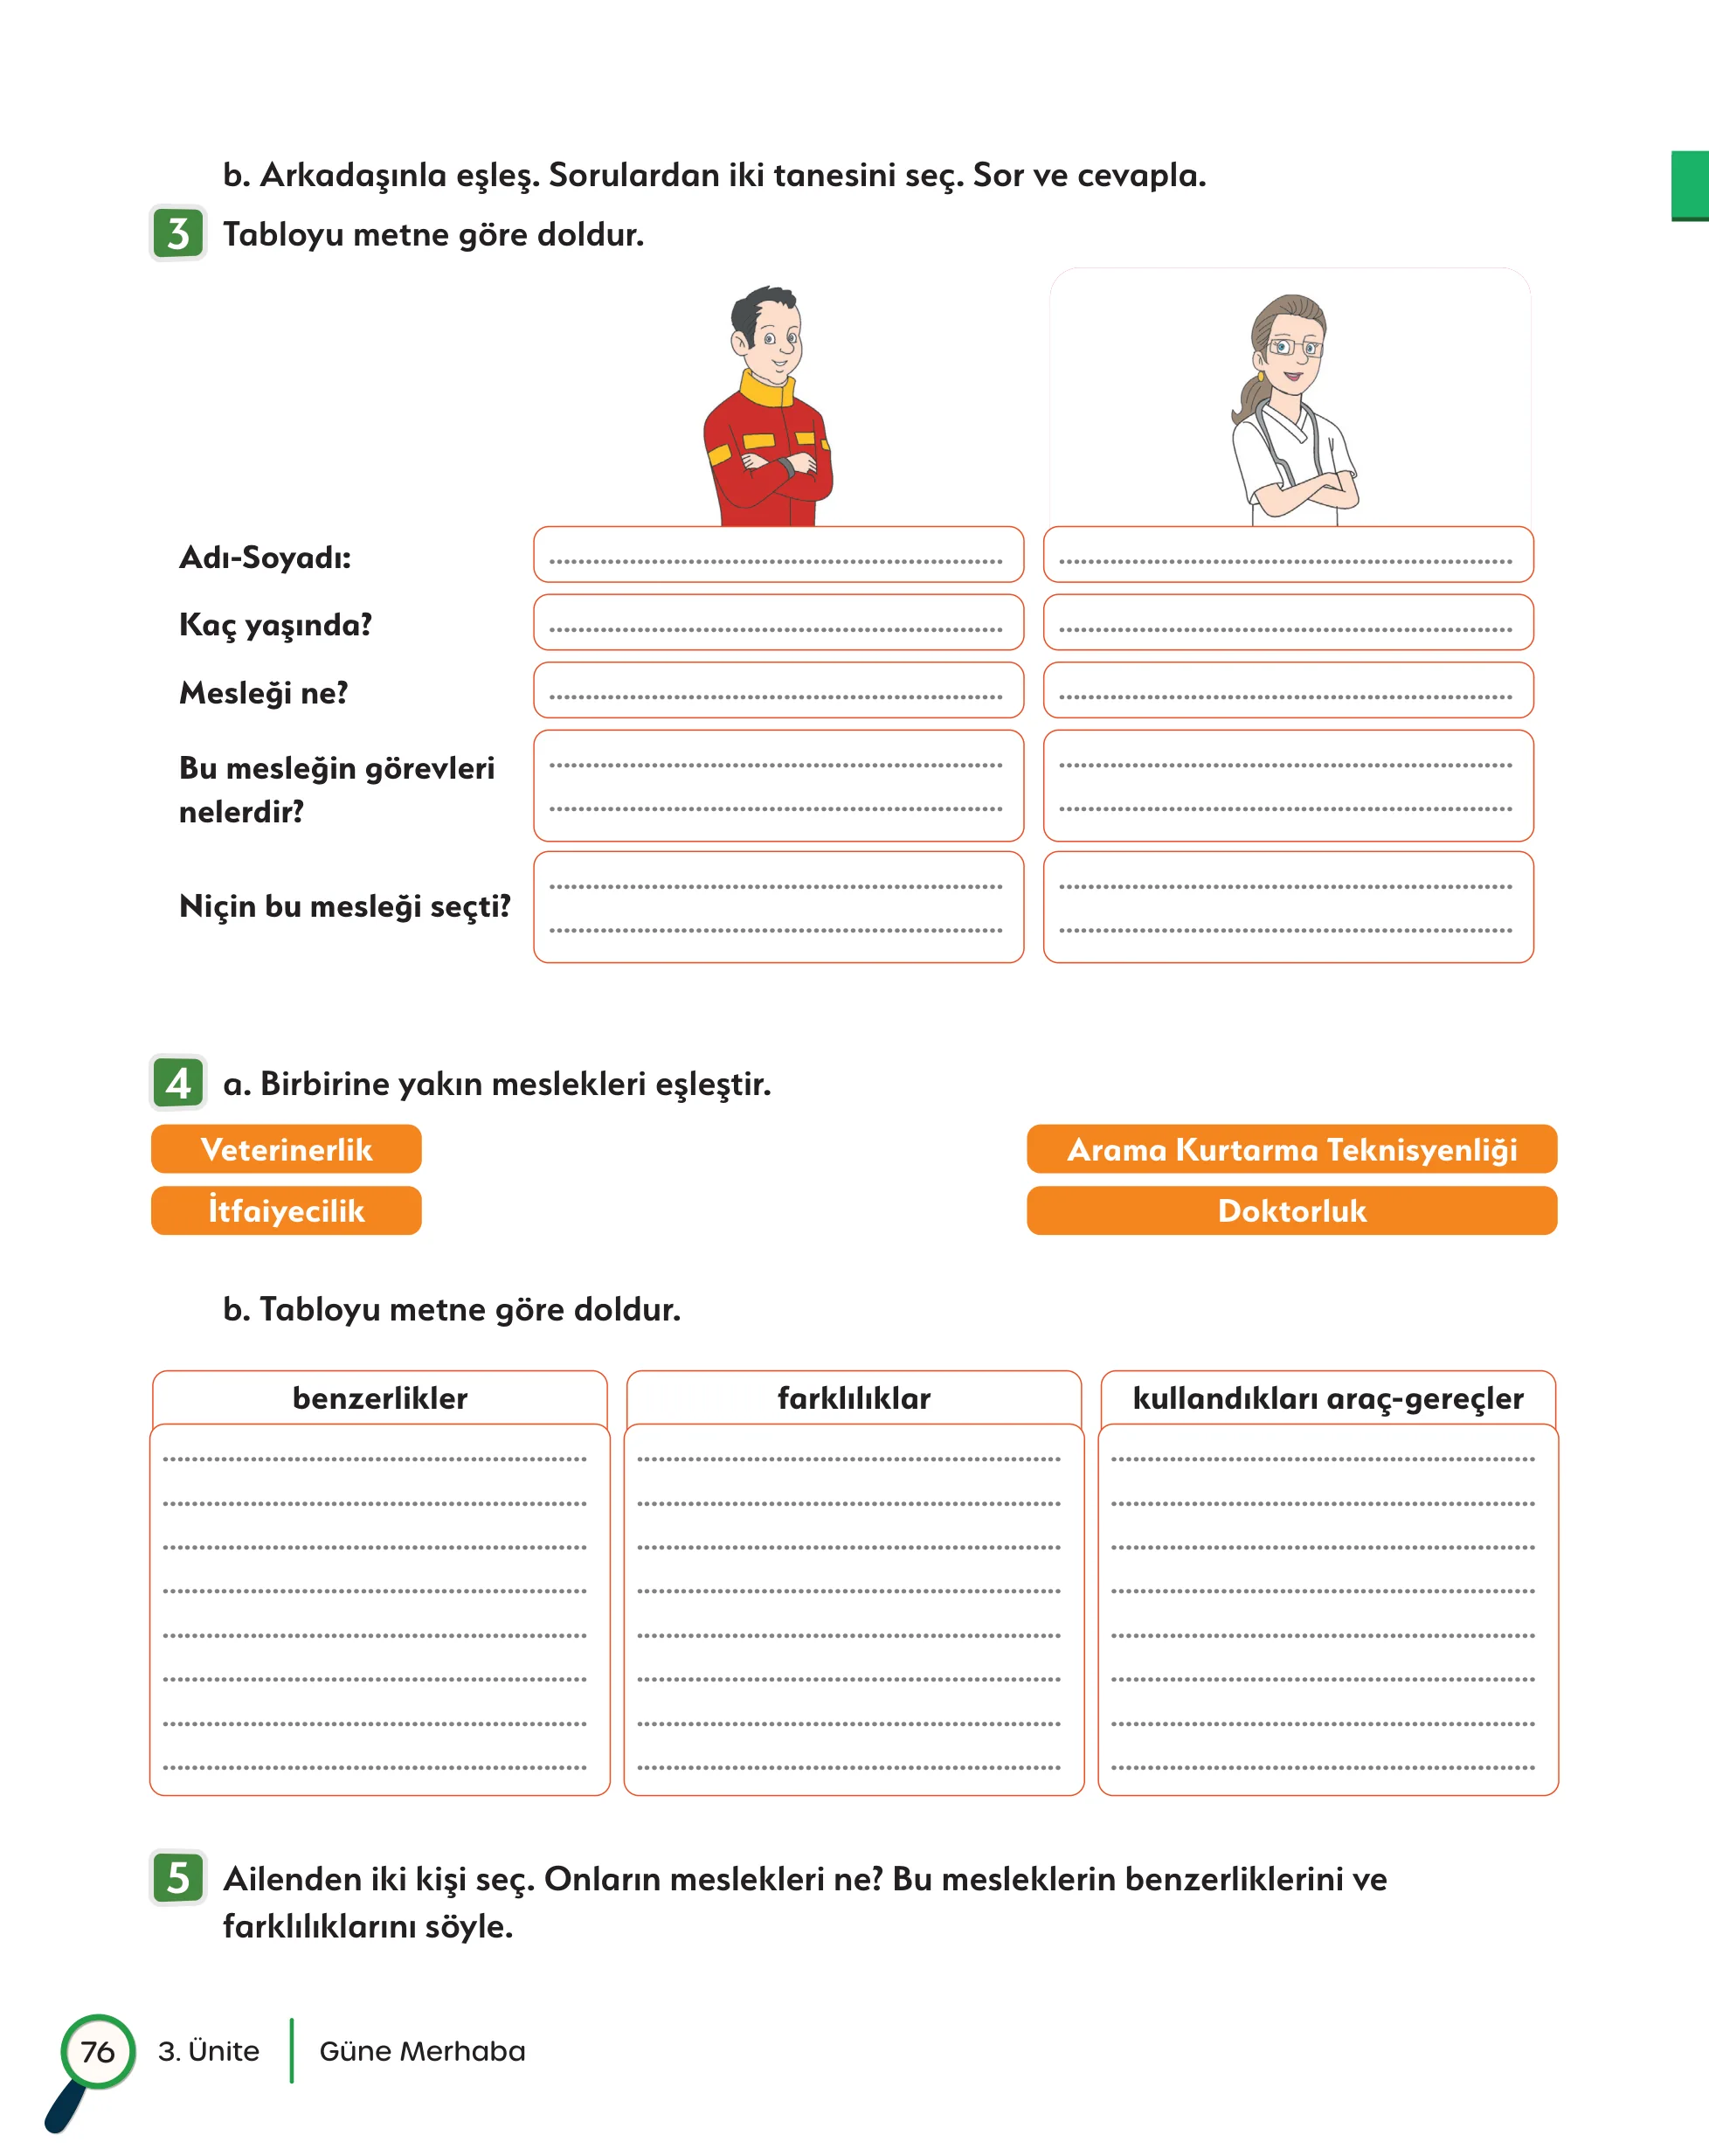 b. Arkadaşınla eşleş. Sorulardan iki tanesini seç. Sor ve cevapla.
3 Tabloyu metne göre doldur.
Adı-Soyadı:
Kaç yaşında?
Mesleği ne?
Bu mesleğin görevleri
nelerdir?
Niçin bu mesleği seçti?
4 a. Birbirine yakın meslekleri eşleştir.
Veterinerlik
Arama Kurtarma Teknisyenliği
İtfaiyecilik
Doktorluk
b. Tabloyu metne göre doldur.
benzerlikler
farklılıklar
kullandıkları araç-gereçler
5 Ailenden iki kişi seç. Onların meslekleri ne? Bu mesleklerin benzerliklerini ve
farklılıklarını söyle.
76 3. Ünite Güne Merhaba